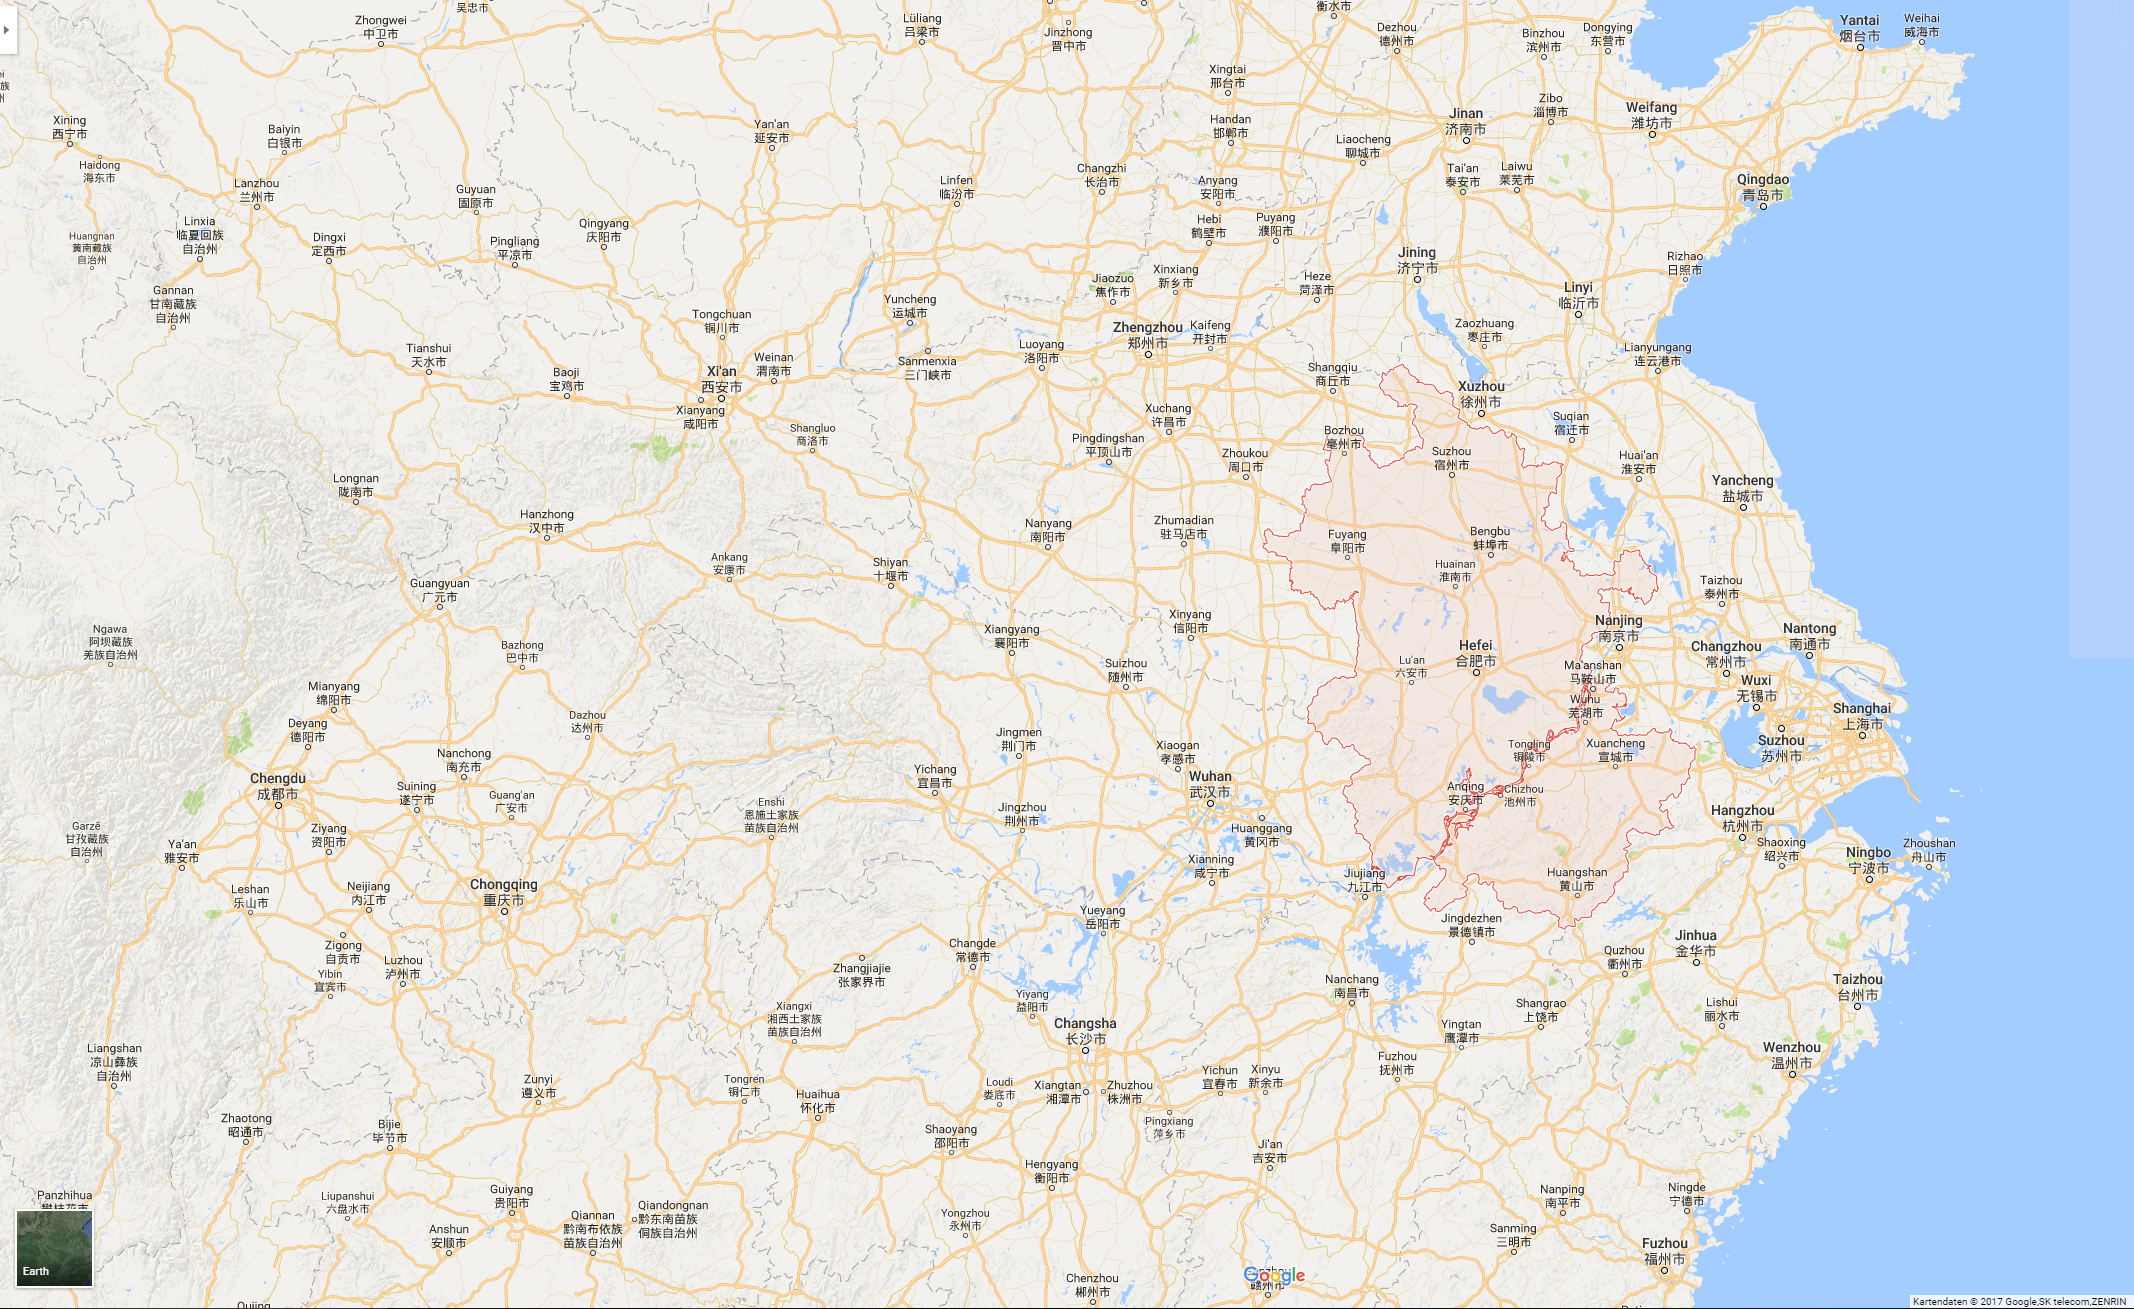 Zhongwei
中卫市
吴忠市
Lüliang
吕梁市
Jinzhong
晋中市
衡水市
Dezhou
德州市
Binzhou
滨州市
Dongying
东营市
Yantai
烟台市
Weihai
威海市
Xingtai
邢台市
Xining
西宁市
Baiyin
白银市
Yan'an
延安市
Handan
邯郸市
Jinan
济南市
Zibo
淄博市
Weifang
潍坊市
Haidong
海东市
Lanzhou
兰州市
Guyuan
固原市
Linfen
临汾市
Changzhi
长治市
Anyang
安阳市
Liaocheng
聊城市
Tai'an
泰安市
Laiwu
莱芜市
Qingdao
青岛市
Huangnan
黄南藏族
自治州
Linxia
临夏回族
自治州
Dingxi
定西市
Pingliang
平凉市
Qingyang
庆阳市
Hebi
鹤壁市
Puyang
濮阳市
Jining
济宁市
Rizhao
日照市
Gannan
甘南藏族
自治州
Yuncheng
运城市
Jiaozuo
焦作市
Xinxiang
新乡市
Heze
菏泽市
Linyi
临沂市
Tongchuan
铜川市
Zhengzhou
郑州市
Kaifeng
开封市
Zaozhuang
枣庄市
Tianshui
天水市
Baoji
宝鸡市
Xi'an
西安市
Weinan
渭南市
Sanmenxia
三门峡市
Luoyang
洛阳市
Shangqiu
商丘市
Xuzhou
徐州市
Lianyungang
连云港市
Xianyang
咸阳市
Shangluo
商洛市
Xuchang
许昌市
Pingdingshan
平顶山市
Zhoukou
周口市
Bozhou
亳州市
Suzhou
宿州市
Suqian
宿迁市
Huai'an
淮安市
Yancheng
盐城市
Longnan
陇南市
Hanzhong
汉中市
Nanyang
南阳市
Zhumadian
驻马店市
Fuyang
阜阳市
Bengbu
蚌埠市
Huainan
淮南市
Guangyuan
广元市
Ankang
安康市
Shiyan
十堰市
Taizhou
泰州市
Ngawa
阿坝藏族
羌族自治州
Bazhong
巴中市
Xiangyang
襄阳市
Xinyang
信阳市
Suizhou
随州市
Lu'an
六安市
Hefei
合肥市
Nanjing
南京市
Ma'anshan
马鞍山市
Changzhou
常州市
Nantong
南通市
Mianyang
绵阳市
Deyang
德阳市
Dazhou
达州市
Wuhu
芜湖市
Wuxi
无锡市
Shanghai
上海市
Chengdu
成都市
Nanchong
南充市
Jingmen
荆门市
Xiaogan
孝感市
Tongling
铜陵市
Xuancheng
宣城市
Suzhou
苏州市
Suining
遂宁市
Guang'an
广安市
Enshi
恩施土家族
苗族自治州
Yichang
宜昌市
Jingzhou
荆州市
Wuhan
武汉市
Anqing
安庆市
Chizhou
池州市
Hangzhou
杭州市
Garzê
甘孜藏族
自治州
Ya'an
雅安市
Ziyang
资阳市
Huanggang
黄冈市
Shaoxing
绍兴市
Ningbo
宁波市
Zhoushan
舟山市
Leshan
乐山市
Neijiang
内江市
Chongqing
重庆市
Xianning
咸宁市
Jiujiang
九江市
Huangshan
黄山市
Zigong
自贡市
Yueyang
岳阳市
Jingdezhen
景德镇市
Jinhua
金华市
Yibin
宜宾市
Luzhou
泸州市
Zhangjiajie
张家界市
Changde
常德市
Nanchang
南昌市
Quzhou
衢州市
Taizhou
台州市
Xiangxi
湘西土家族
苗族自治州
Yiyang
益阳市
Changsha
长沙市
Shangrao
上饶市
Lishui
丽水市
Yingtan
鹰潭市
Liangshan
凉山彝族
自治州
Zunyi
遵义市
Tongren
铜仁市
Huaihua
怀化市
Loudi
娄底市
Xiangtan
湘潭市
Zhuzhou
株洲市
Yichun
宜春市
Xinyu
新余市
Fuzhou
抚州市
Wenzhou
温州市
Zhaotong
昭通市
Bijie
毕节市
Shaoyang
邵阳市
Pingxiang
萍乡市
Ji'an
吉安市
Hengyang
衡阳市
Panzhihua
Liupanshui
六盘水市
Guiyang
贵阳市
Qiannan
黔南布依族
苗族自治州
Qiandongnan
黔东南苗族
侗族自治州
Yongzhou
永州市
Nanping
南平市
Ningde
宁德市
Anshun
安顺市
Sanming
三明市
Fuzhou
福州市
Chenzhou
郴州市
Google
赣州市
Earth
Kartendaten © 2017 Google,SK telecom,ZENRIN